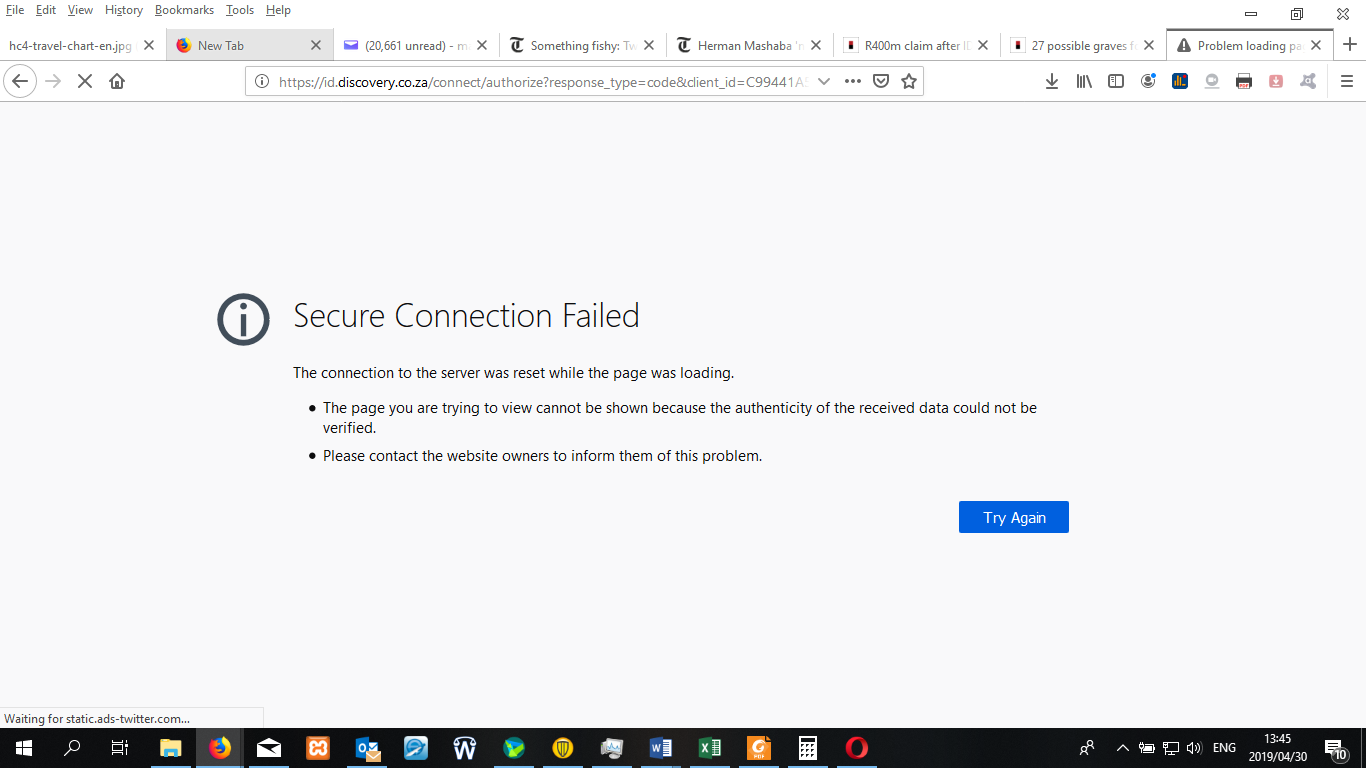 File Edit View History Bookmarks Tools Help
hc4-travel-chart-en.jpg
New Tab
(20,661 unread) - m
Something fishy: Tw
Herman Mashaba 'n
R400m claim after ID
27 possible graves f
Problem loading pa
https://id.discovery.co.za/connect/authorize?response_type=code&client_id=C99441A5
Secure Connection Failed
The connection to the server was reset while the page was loading.
The page you are trying to view cannot be shown because the authenticity of the received data could not be
verified.
Please contact the website owners to inform them of this problem.
Try Again
Waiting for static.ads-twitter.com...
ENG
13:45
2019/04/30
10